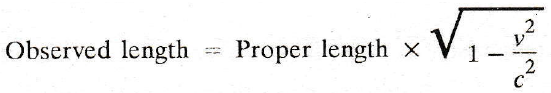 Observed length = Proper length × √(1 − v²/c²)